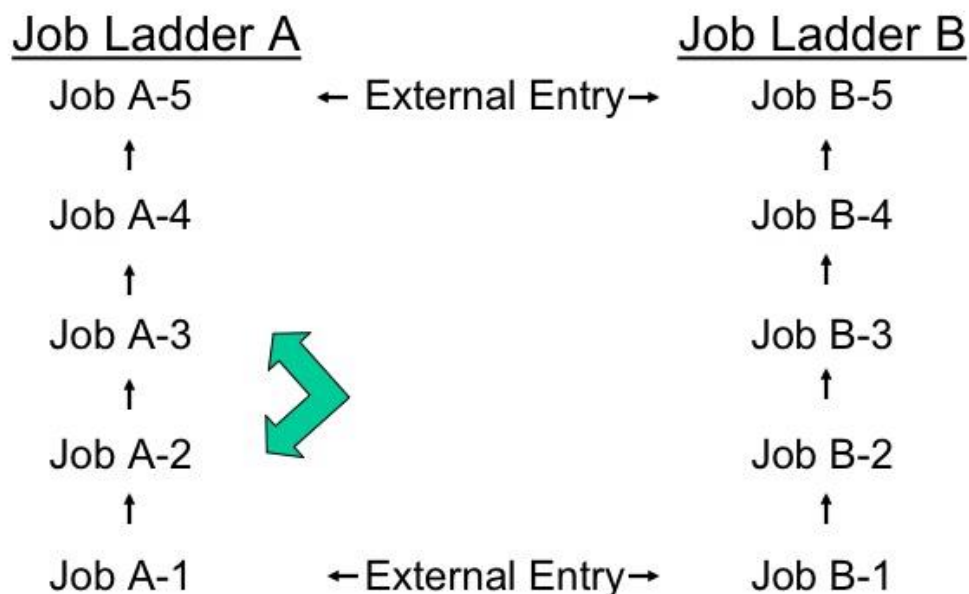 Job Ladder A Job Ladder B
Job A-5 ← External Entry→ Job B-5
Job A-4 Job B-4
Job A-3 Job B-3
Job A-2 Job B-2
Job A-1 ←External Entry→ Job B-1